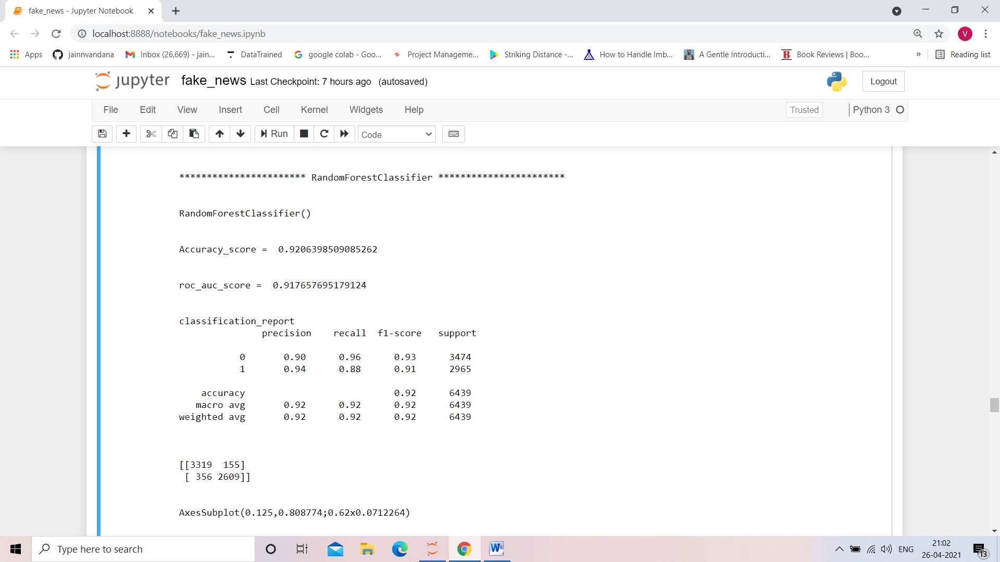 fake_news - Jupyter Notebook
localhost:8888/notebooks/fake_news.ipynb
V
Apps jainnvandana Inbox (26,669) - jain... DataTrained google colab - Goo... Project Manageme... Striking Distance -... How to Handle Imb... A Gentle Introducti... B Book Reviews | Boo... » Reading list
jupyter fake_news Last Checkpoint: 7 hours ago (autosaved) Logout
File Edit View Insert Cell Kernel Widgets Help Trusted Python 3
Run Code
*********************** RandomForestClassifier ***********************
RandomForestClassifier()
Accuracy_score =  0.9206398509085262
roc_auc_score =  0.917657695179124
classification_report
precision    recall  f1-score   support
0       0.90      0.96      0.93      3474
1       0.94      0.88      0.91      2965
accuracy                           0.92      6439
macro avg       0.92      0.92      0.92      6439
weighted avg       0.92      0.92      0.92      6439
[[3319  155]
[ 356 2609]]
AxesSubplot(0.125,0.808774;0.62x0.0712264)
Type here to search
W
ENG
21:02
26-04-2021
13